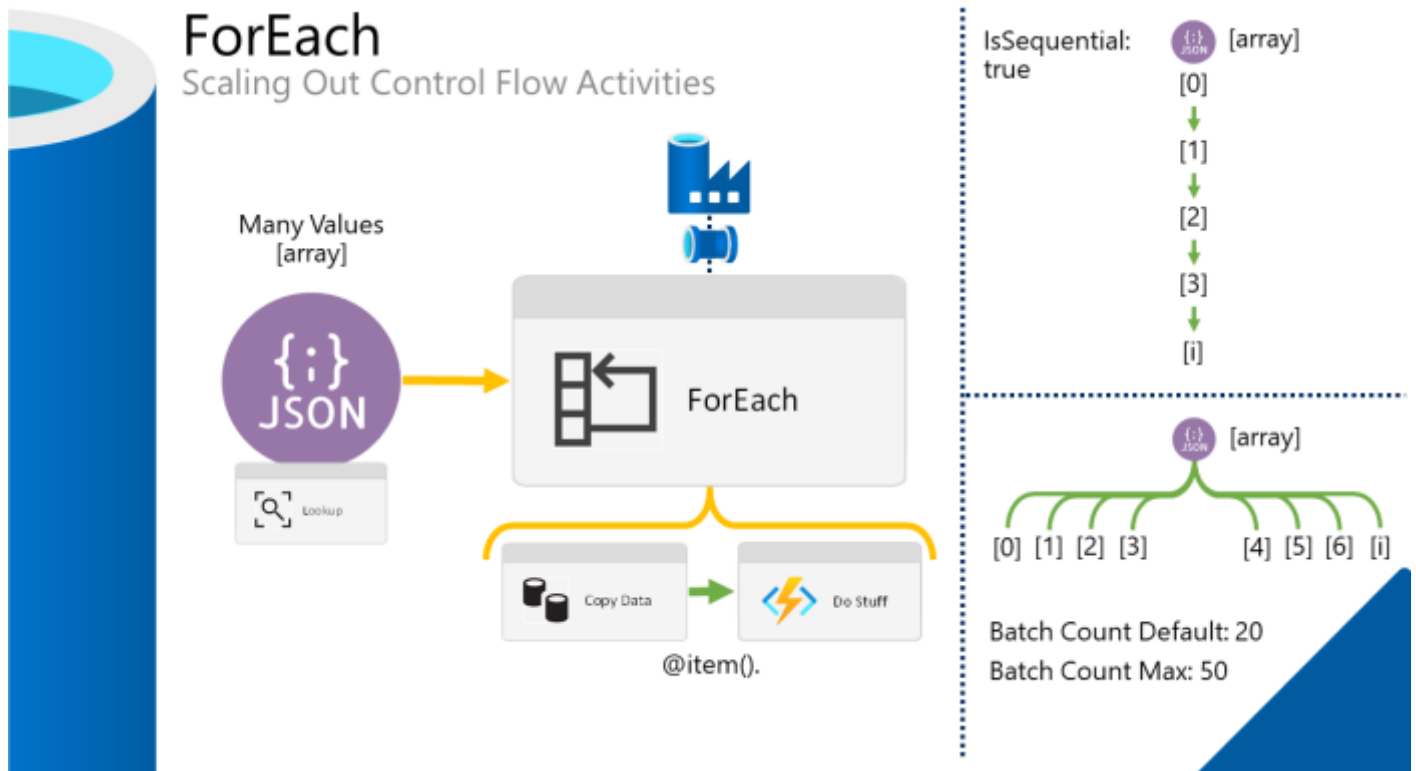 ForEach
Scaling Out Control Flow Activities
Many Values
[array]
{;}
JSON
Lookup
ForEach
Copy Data
Do Stuff
@item().
IsSequential:
true
{;}
JSON
[array]
[0]
[1]
[2]
[3]
[i]
{;}
JSON
[array]
[0] [1] [2] [3] [4] [5] [6] [i]
Batch Count Default: 20
Batch Count Max: 50